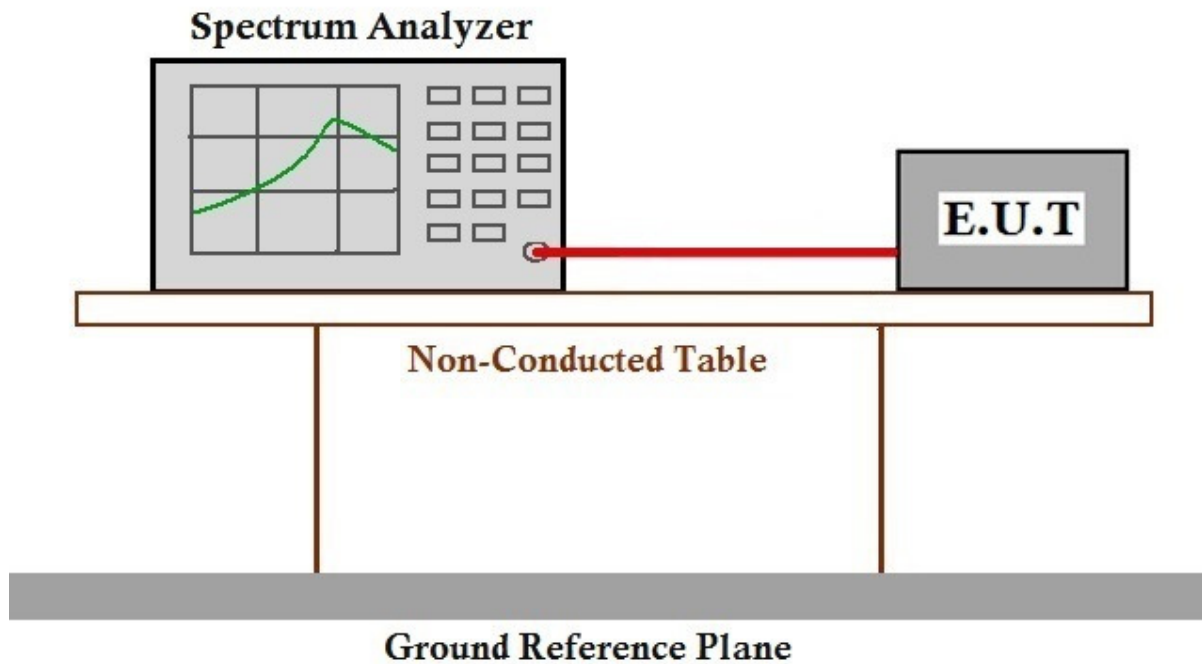 Spectrum Analyzer
E.U.T
Non-Conducted Table
Ground Reference Plane